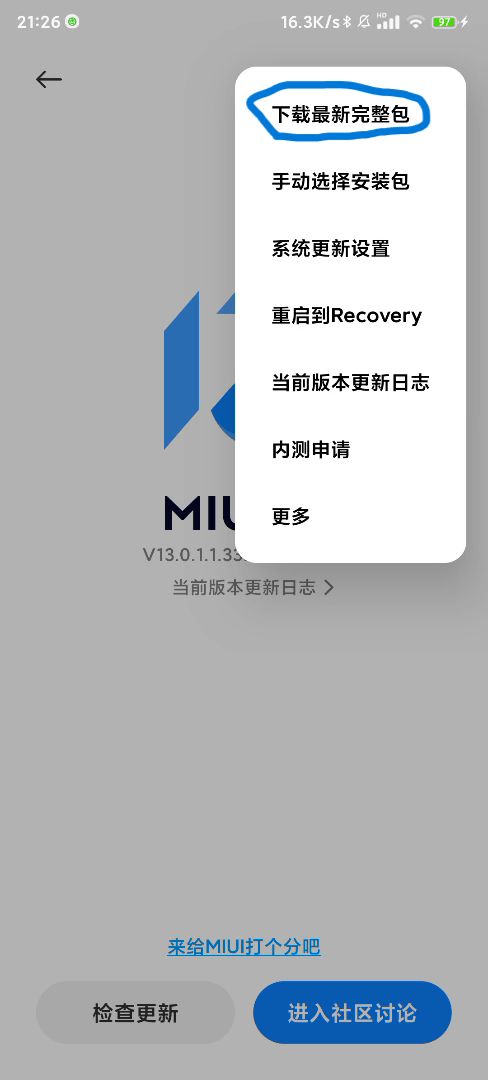 21:26
16.3K/s
HD
97
下载最新完整包
手动选择安装包
系统更新设置
重启到Recovery
当前版本更新日志
内测申请
更多
V13.0.1.1.33
当前版本更新日志
来给MIUI打个分吧
检查更新
进入社区讨论